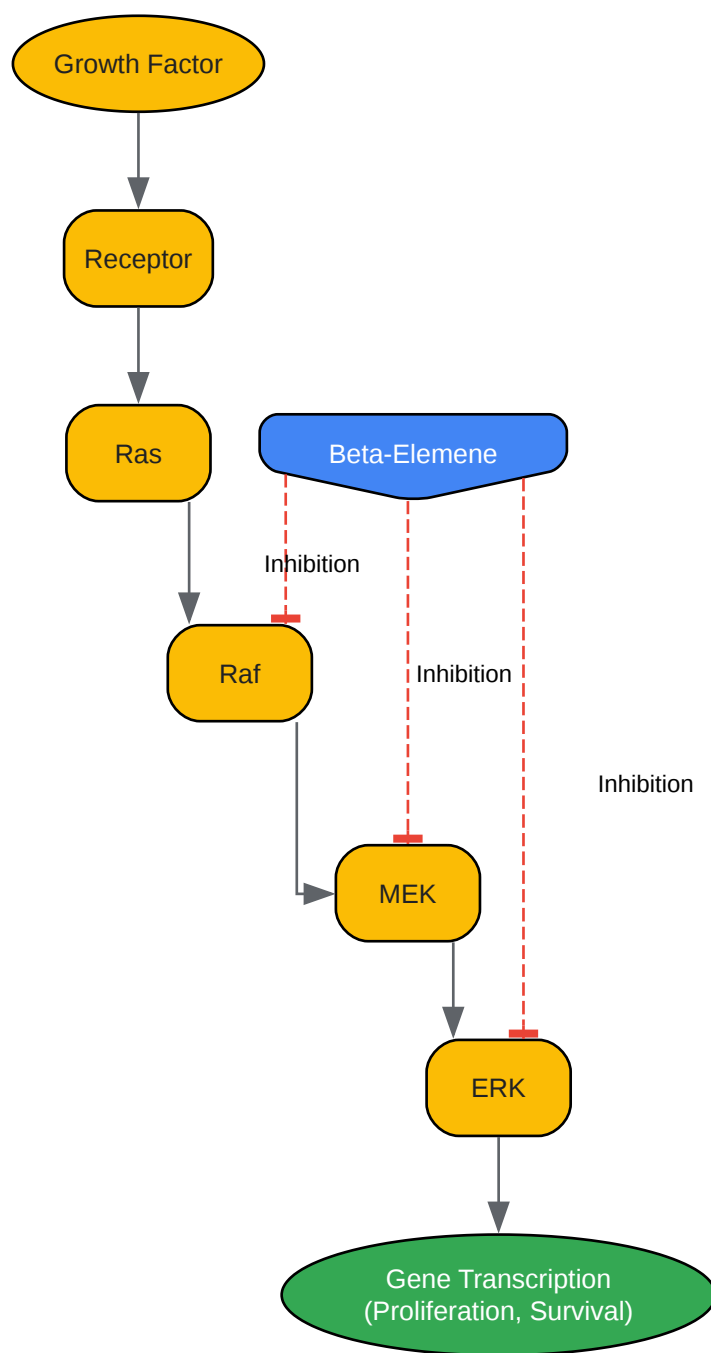 Growth Factor
Receptor
Ras
Beta-Elemene
Inhibition
Raf
Inhibition
Inhibition
MEK
ERK
Gene Transcription
(Proliferation, Survival)